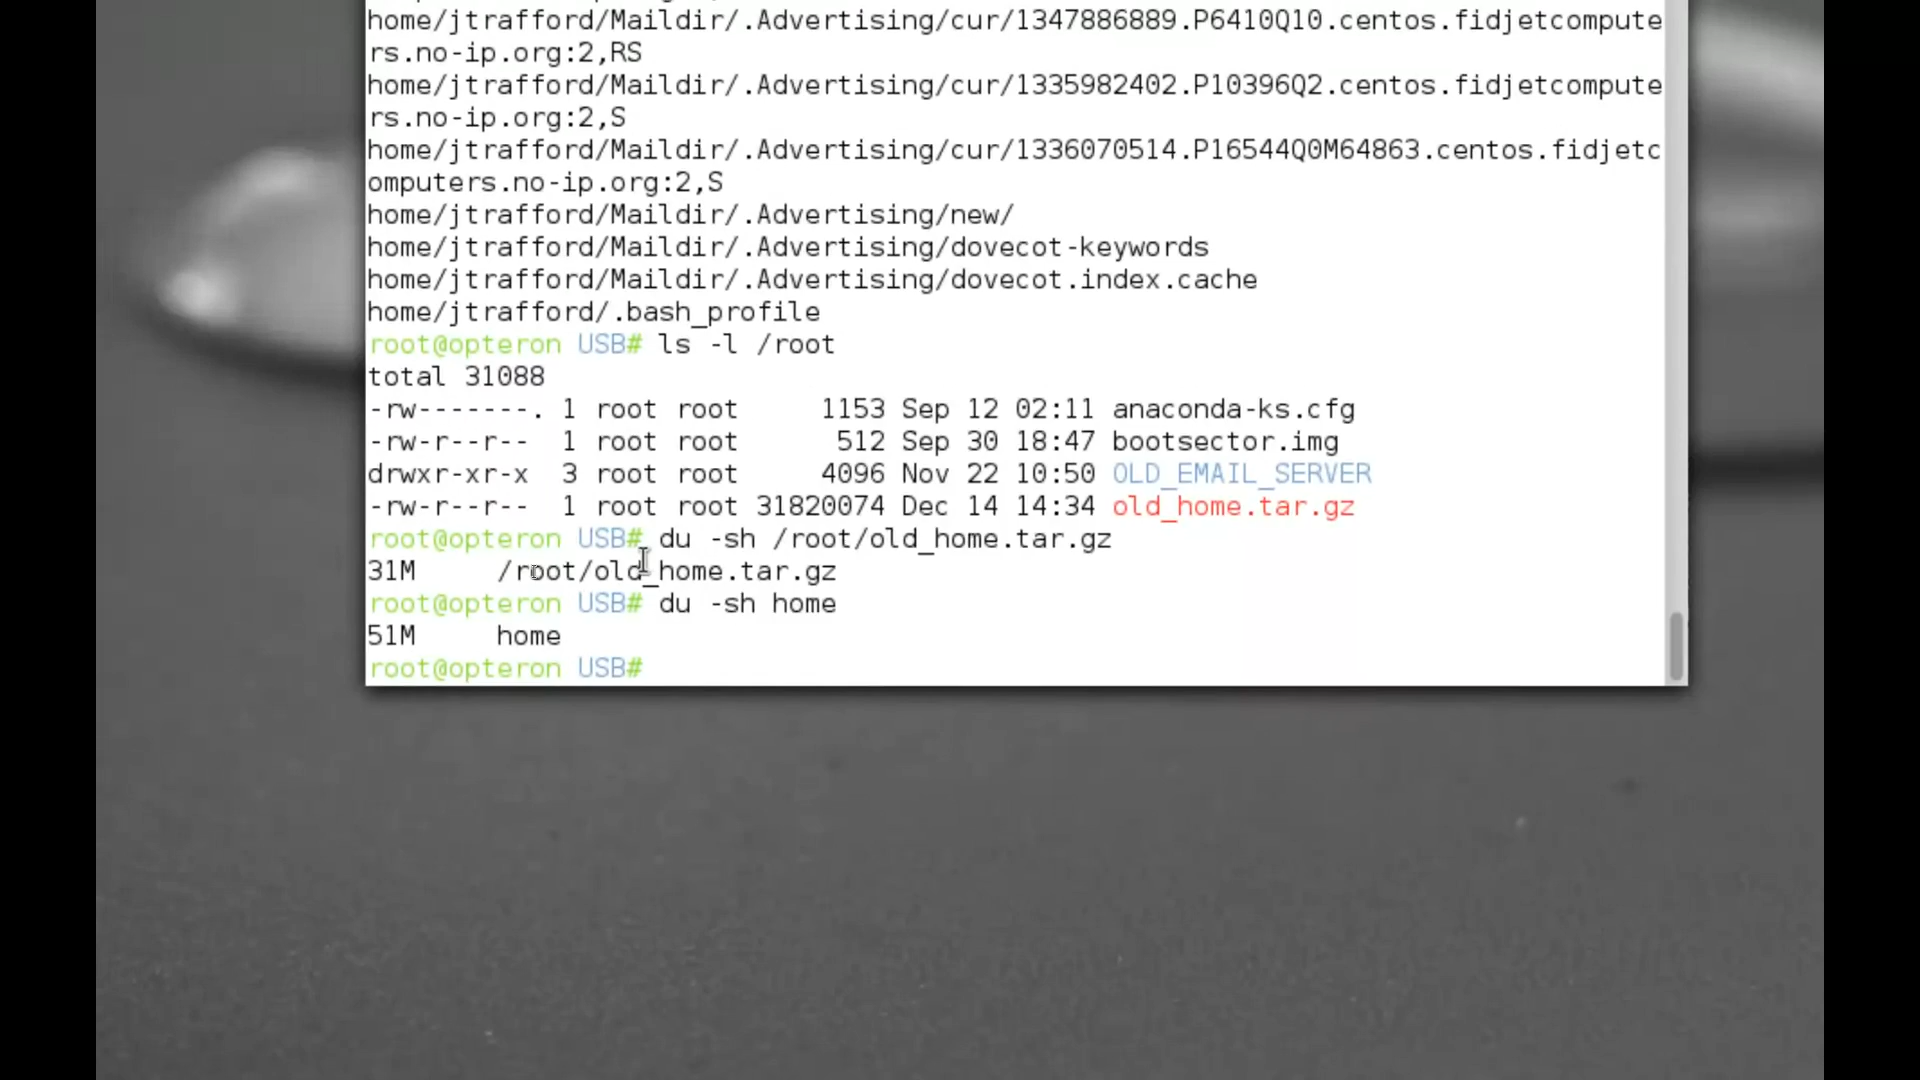 home/jtrafford/Maildir/.Advertising/cur/1347886889.P6410Q10.centos.fidjetcompute
rs.no-ip.org:2,RS
home/jtrafford/Maildir/.Advertising/cur/1335982402.P10396Q2.centos.fidjetcompute
rs.no-ip.org:2,S
home/jtrafford/Maildir/.Advertising/cur/1336070514.P16544Q0M64863.centos.fidjetc
omputers.no-ip.org:2,S
home/jtrafford/Maildir/.Advertising/new/
home/jtrafford/Maildir/.Advertising/dovecot-keywords
home/jtrafford/Maildir/.Advertising/dovecot.index.cache
home/jtrafford/.bash_profile
root@opteron USB# ls -l /root
total 31088
-rw-------. 1 root root     1153 Sep 12 02:11 anaconda-ks.cfg
-rw-r--r--  1 root root      512 Sep 30 18:47 bootsector.img
drwxr-xr-x  3 root root     4096 Nov 22 10:50 OLD_EMAIL_SERVER
-rw-r--r--  1 root root 31820074 Dec 14 14:34 old_home.tar.gz
root@opteron USB# du -sh /root/old_home.tar.gz
31M     /root/old_home.tar.gz
root@opteron USB# du -sh home
51M     home
root@opteron USB#